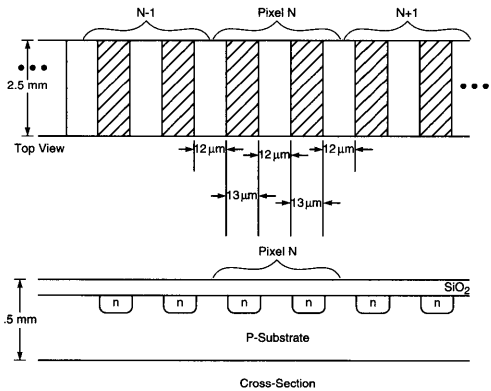 N-1 Pixel N N+1
2.5 mm
Top View
12 μm 12 μm 12 μm
13 μm
13 μm
Pixel N
SiO₂
n n n n n n
.5 mm
P-Substrate
Cross-Section